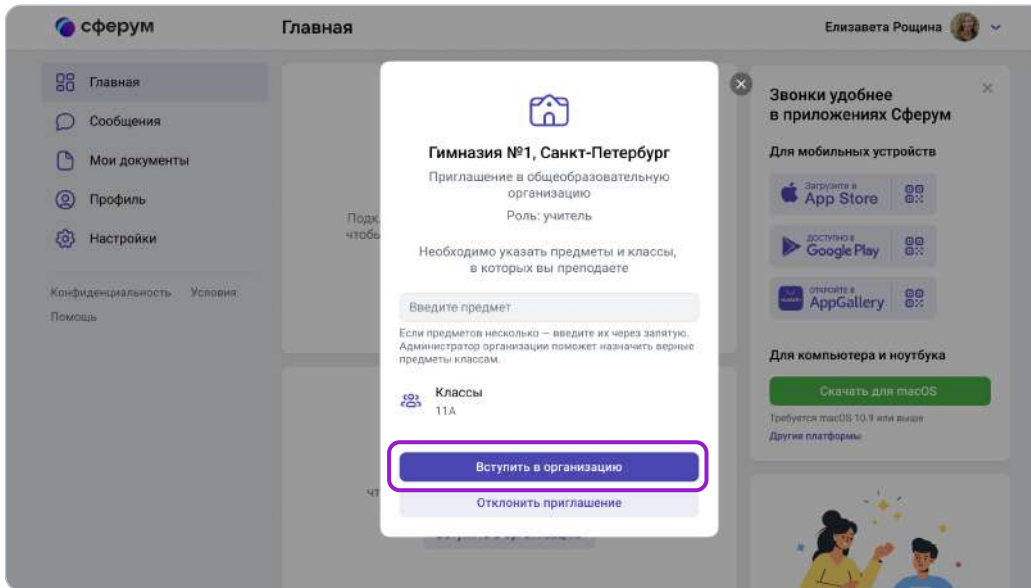 сферум
Главная
Елизавета Рощина
Главная
Сообщения
Мои документы
Профиль
Настройки
Конфиденциальность Условия
Помощь
Подк
чтобы
чт
Гимназия №1, Санкт-Петербург
Приглашение в общеобразовательную
организацию
Роль: учитель
Необходимо указать предметы и классы,
в которых вы преподаете
Введите предмет
Если предметов несколько — введите их через запятую.
Администратор организации поможет назначить верные
предметы классам.
Классы
11А
Вступить в организацию
Отклонить приглашение
Звонки удобнее
в приложениях Сферум
Для мобильных устройств
Загрузите в
App Store
ДОСТУПНО В
Google Play
ОТКРОЙТЕ В
AppGallery
Для компьютера и ноутбука
Скачать для macOS
Требуется macOS 10.9 или выше
Другие платформы